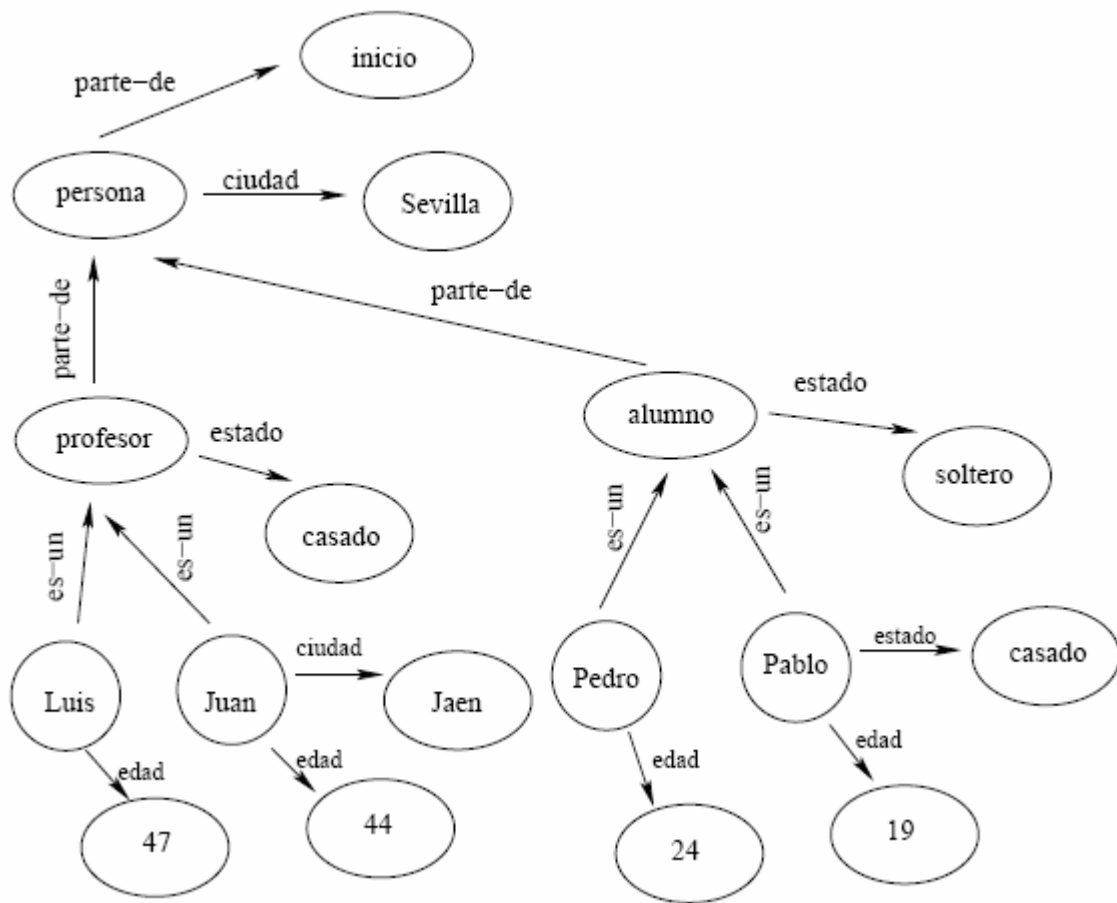 inicio
parte−de
persona
ciudad
Sevilla
parte−de
parte−de
profesor
estado
casado
alumno
estado
soltero
es−un
es−un
es−un
es−un
Luis
Juan
ciudad
Jaen
Pedro
Pablo
estado
casado
edad
47
edad
44
edad
24
edad
19